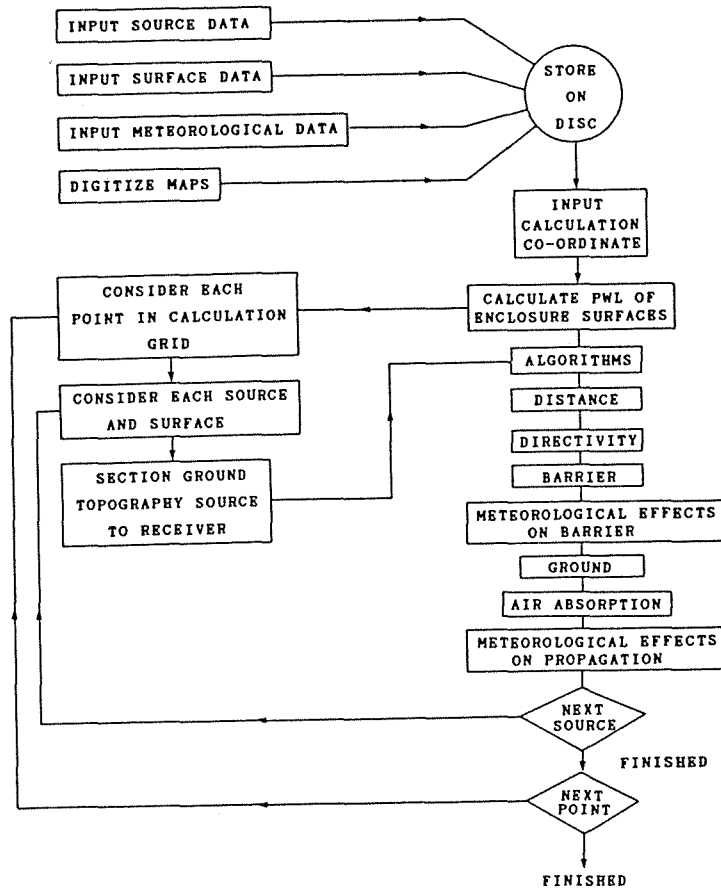 INPUT SOURCE DATA
INPUT SURFACE DATA
INPUT METEOROLOGICAL DATA
DIGITIZE MAPS
STORE
ON
DISC
INPUT
CALCULATION
CO-ORDINATE
CALCULATE PWL OF
ENCLOSURE SURFACES
CONSIDER EACH
POINT IN CALCULATION
GRID
CONSIDER EACH SOURCE
AND SURFACE
SECTION GROUND
TOPOGRAPHY SOURCE
TO RECEIVER
ALGORITHMS
DISTANCE
DIRECTIVITY
BARRIER
METEOROLOGICAL EFFECTS
ON BARRIER
GROUND
AIR ABSORPTION
METEOROLOGICAL EFFECTS
ON PROPAGATION
NEXT
SOURCE
FINISHED
NEXT
POINT
FINISHED